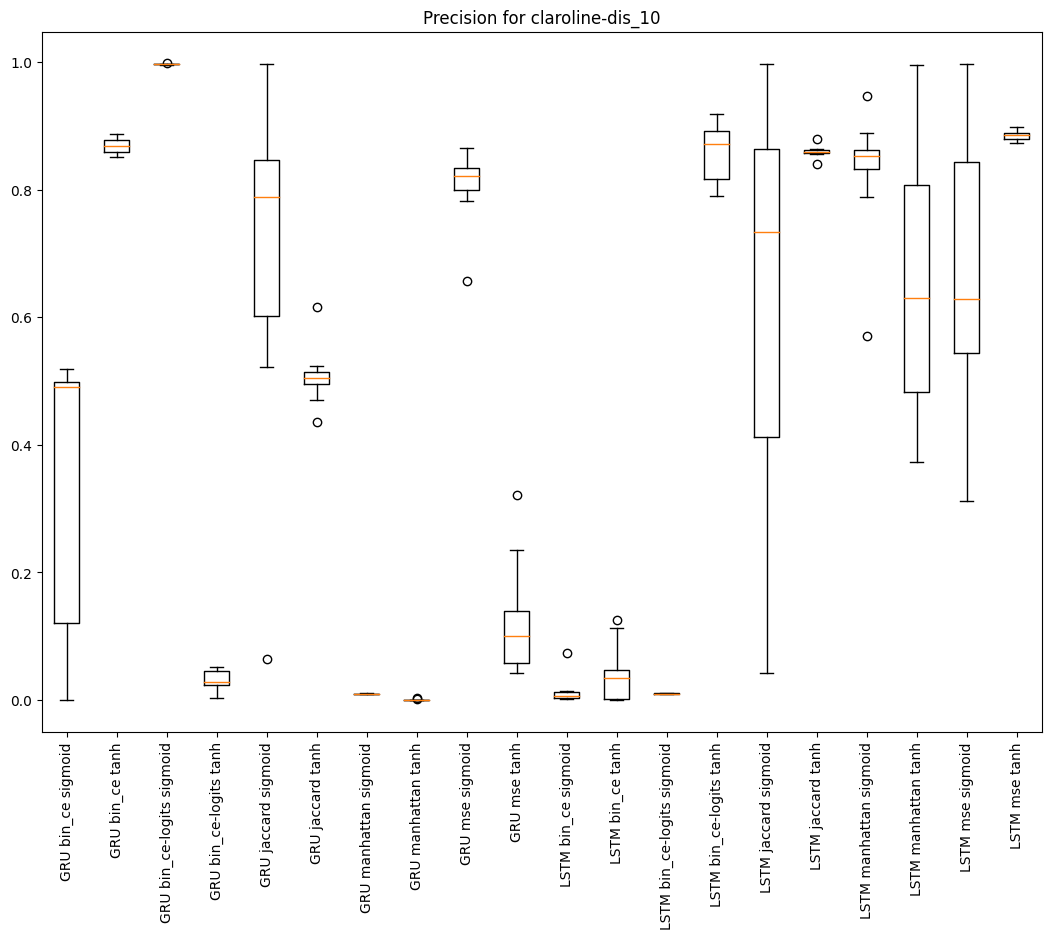 Precision for claroline-dis_10
1.0
0.8
0.6
0.4
0.2
0.0
GRU bin_ce sigmoid
GRU bin_ce tanh
GRU bin_ce-logits sigmoid
GRU bin_ce-logits tanh
GRU jaccard sigmoid
GRU jaccard tanh
GRU manhattan sigmoid
GRU manhattan tanh
GRU mse sigmoid
GRU mse tanh
LSTM bin_ce sigmoid
LSTM bin_ce tanh
LSTM bin_ce-logits sigmoid
LSTM bin_ce-logits tanh
LSTM jaccard sigmoid
LSTM jaccard tanh
LSTM manhattan sigmoid
LSTM manhattan tanh
LSTM mse sigmoid
LSTM mse tanh